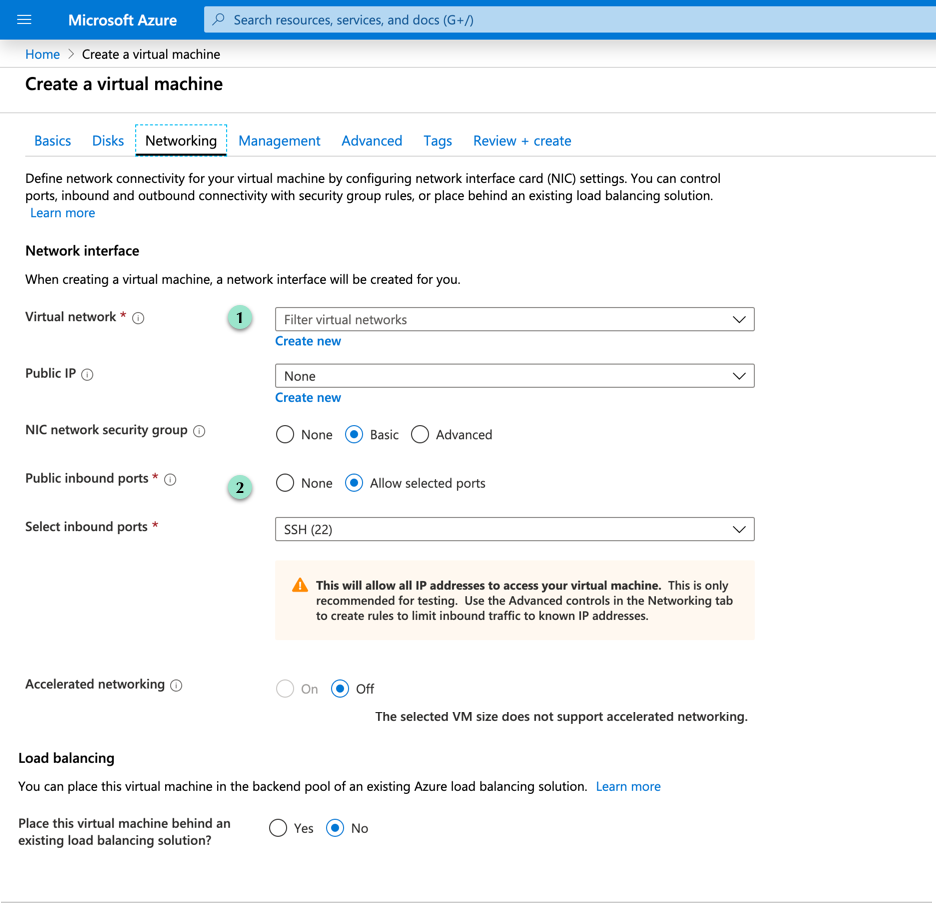 Microsoft Azure
Search resources, services, and docs (G+/)
Home > Create a virtual machine
Create a virtual machine
Basics Disks Networking Management Advanced Tags Review + create
Define network connectivity for your virtual machine by configuring network interface card (NIC) settings. You can control
ports, inbound and outbound connectivity with security group rules, or place behind an existing load balancing solution.
Learn more
Network interface
When creating a virtual machine, a network interface will be created for you.
Virtual network * 1 Filter virtual networks
Create new
Public IP None
Create new
NIC network security group None Basic Advanced
Public inbound ports * 2 None Allow selected ports
Select inbound ports * SSH (22)
This will allow all IP addresses to access your virtual machine. This is only
recommended for testing. Use the Advanced controls in the Networking tab
to create rules to limit inbound traffic to known IP addresses.
Accelerated networking On Off
The selected VM size does not support accelerated networking.
Load balancing
You can place this virtual machine in the backend pool of an existing Azure load balancing solution. Learn more
Place this virtual machine behind an
existing load balancing solution?
Yes No